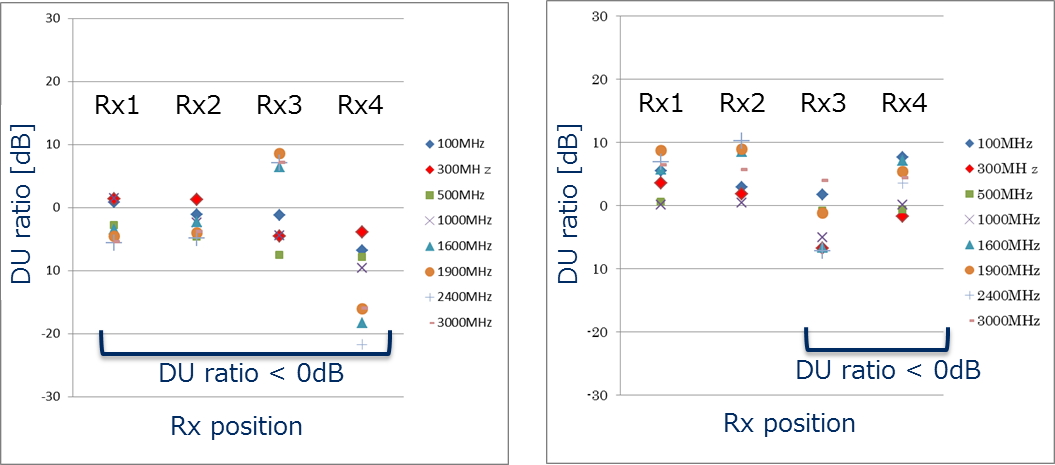 30
20
10
0
10
-20
-30
DU ratio [dB]
Rx1 Rx2 Rx3 Rx4
100MHz
300MH z
500MHz
1000MHz
1600MHz
1900MHz
2400MHz
3000MHz
DU ratio < 0dB
Rx position
30
20
10
0
10
-20
-30
DU ratio [dB]
Rx1 Rx2 Rx3 Rx4
100MHz
300MH z
500MHz
1000MHz
1600MHz
1900MHz
2400MHz
3000MHz
DU ratio < 0dB
Rx position